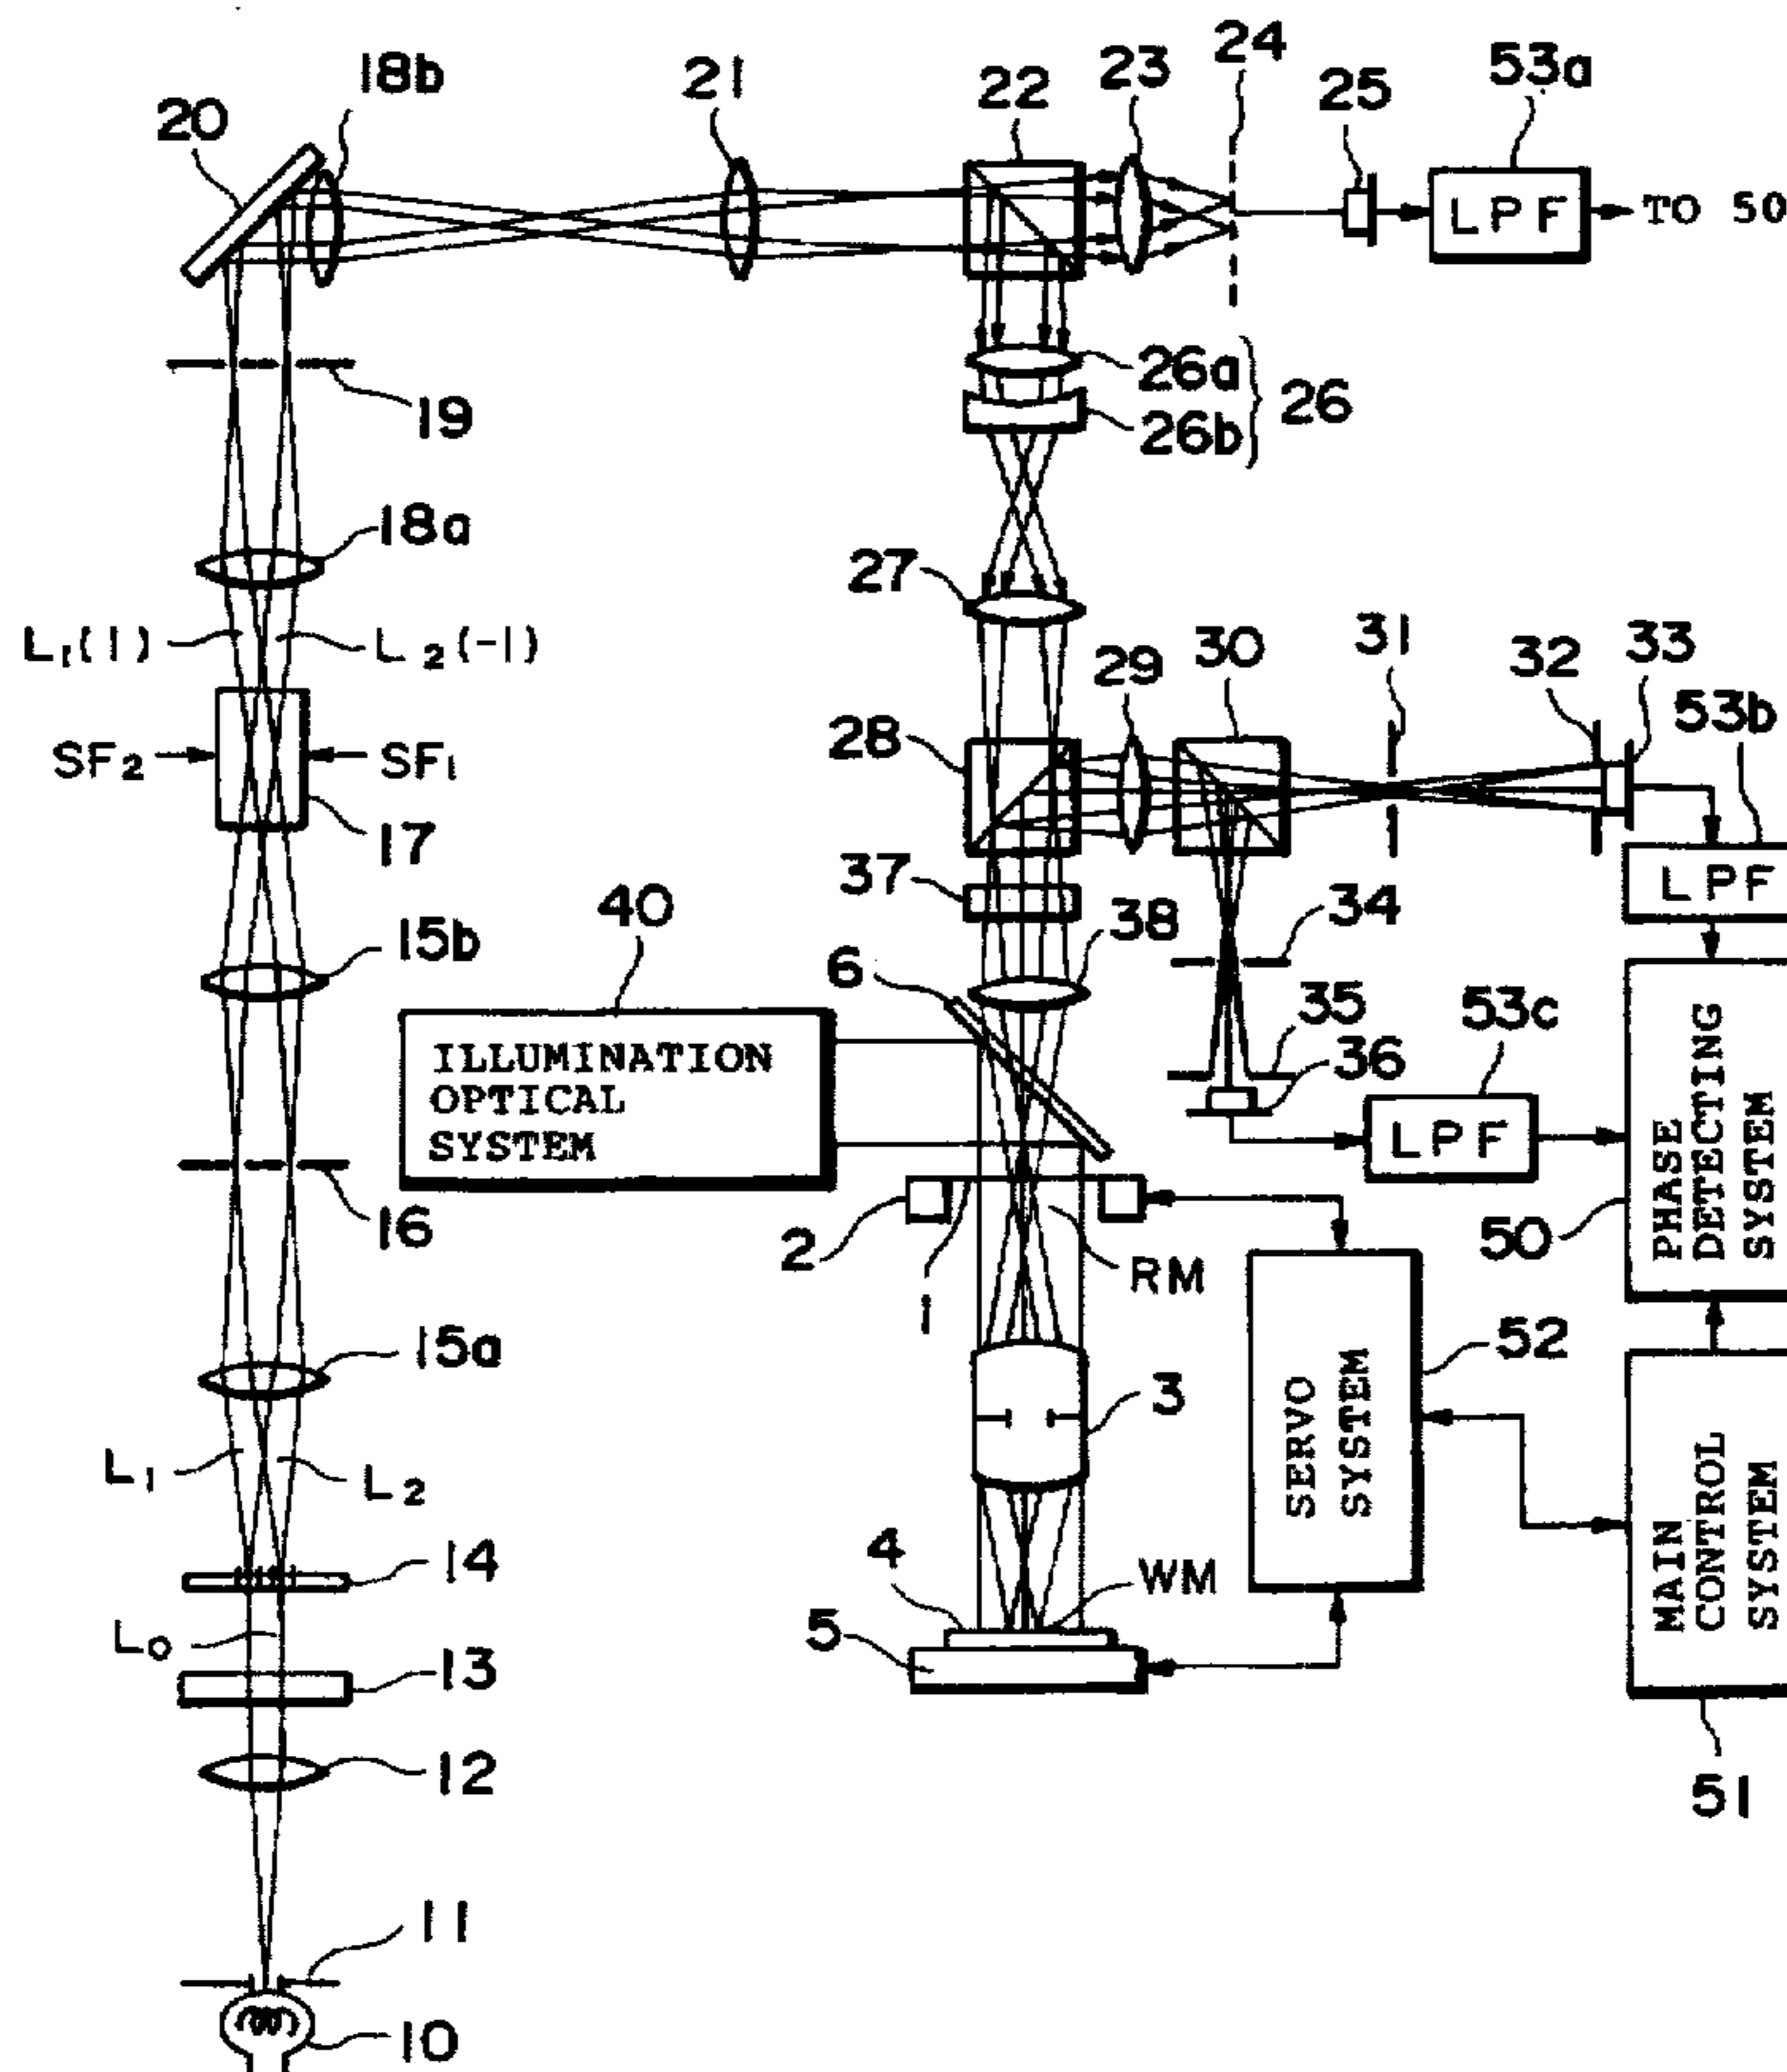 18b
20
21
22
23
24
25
53a
LPF
TO 50
26a
26b
26
19
18a
27
L₁(1)
L₂(-1)
SF₂
SF₁
17
28
29
30
31
32
33
53b
LPF
37
40
15b
6
38
34
35
36
53c
LPF
ILLUMINATION
OPTICAL
SYSTEM
PHASE
DETECTING
SYSTEM
50
16
2
1
RM
52
SERVO
SYSTEM
15a
3
L₁
L₂
14
4
WM
5
MAIN
CONTROL
SYSTEM
51
L₀
13
12
11
10